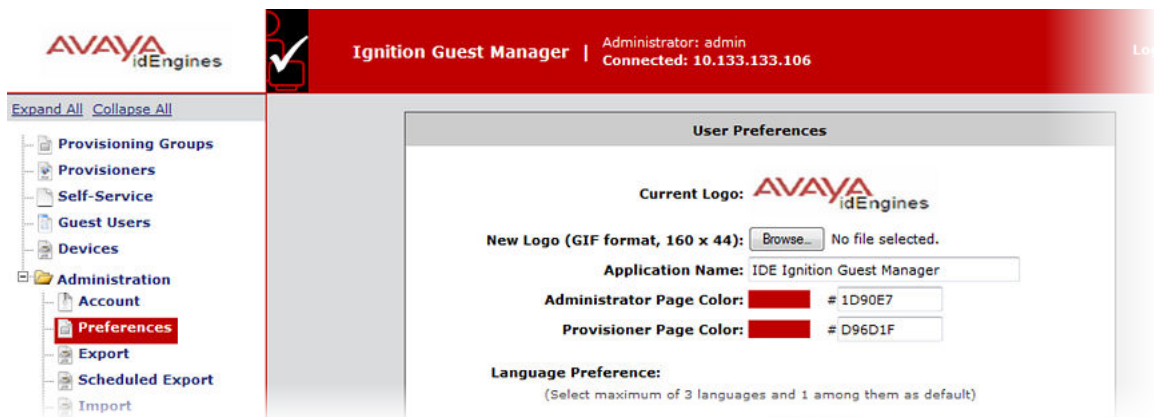 AVAYA
idEngines
Ignition Guest Manager | Administrator: admin
Connected: 10.133.133.106
Expand All Collapse All
Provisioning Groups
Provisioners
Self-Service
Guest Users
Devices
Administration
Account
Preferences
Export
Scheduled Export
Import
User Preferences
Current Logo: AVAYA
idEngines
New Logo (GIF format, 160 x 44): Browse... No file selected.
Application Name: IDE Ignition Guest Manager
Administrator Page Color: # 1D90E7
Provisioner Page Color: # D96D1F
Language Preference:
(Select maximum of 3 languages and 1 among them as default)